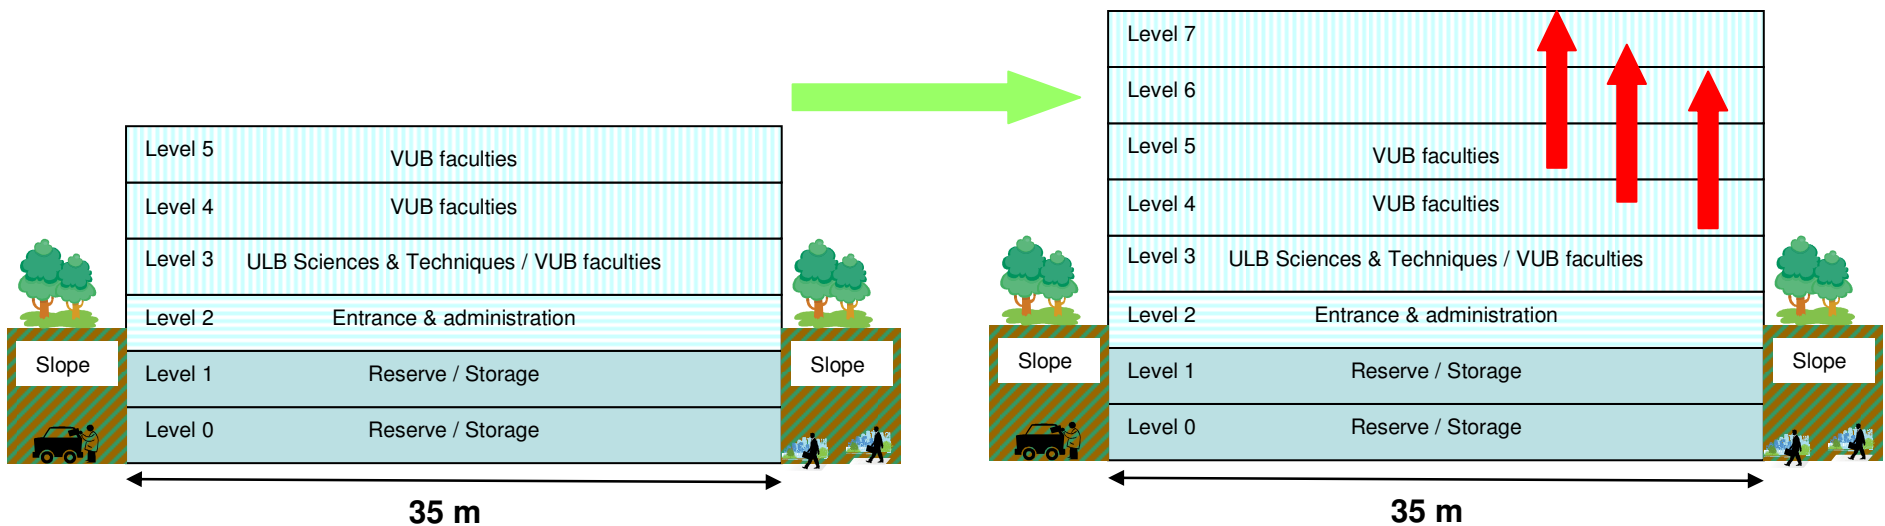 Level 5 VUB faculties
Level 4 VUB faculties
Level 3 ULB Sciences & Techniques / VUB faculties
Level 2 Entrance & administration
Slope Level 1 Reserve / Storage Slope
Level 0 Reserve / Storage
35 m
Level 7
Level 6
Level 5 VUB faculties
Level 4 VUB faculties
Level 3 ULB Sciences & Techniques / VUB faculties
Level 2 Entrance & administration
Slope Level 1 Reserve / Storage Slope
Level 0 Reserve / Storage
35 m